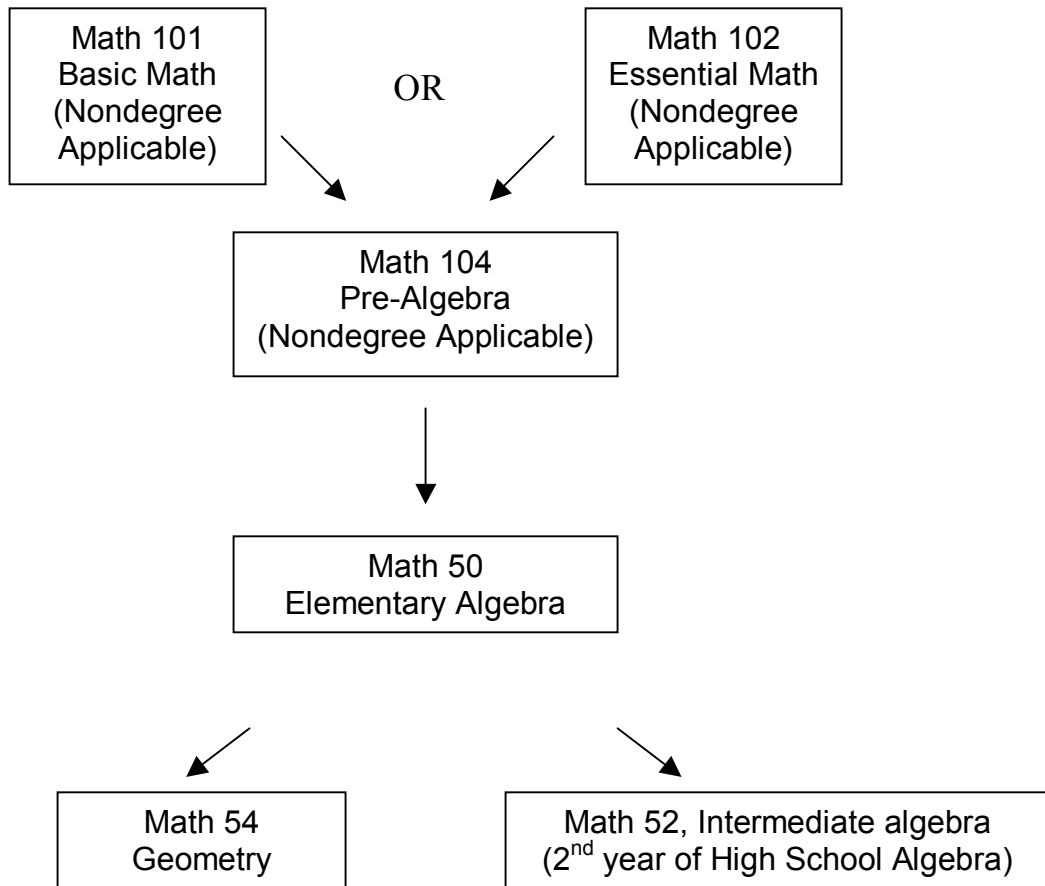 Math 101
Basic Math
(Nondegree
Applicable)
OR
Math 102
Essential Math
(Nondegree
Applicable)
Math 104
Pre-Algebra
(Nondegree Applicable)
Math 50
Elementary Algebra
Math 54
Geometry
Math 52, Intermediate algebra
(2nd year of High School Algebra)